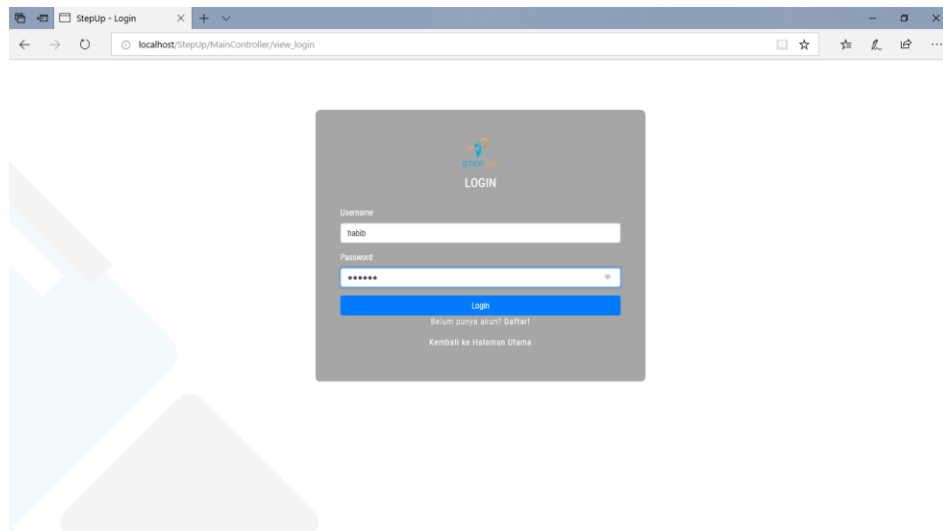 StepUp - Login
localhost/StepUp/MainController/view_login
STEP
LOGIN
Username
habib
Password
••••••
Login
Belum punya akun? Daftar!
Kembali ke Halaman Utama